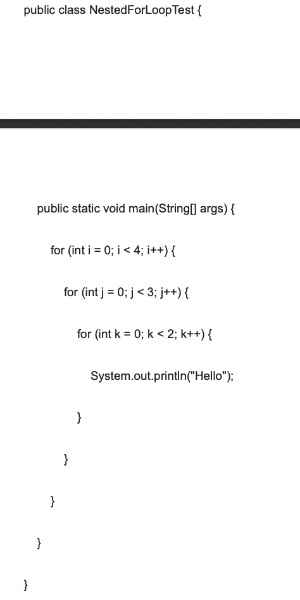 public class NestedForLoopTest {
public static void main(String[] args) {
for (int i = 0; i < 4; i++) {
for (int j = 0; j < 3; j++) {
for (int k = 0; k < 2; k++) {
System.out.println("Hello");
}
}
}
}
}